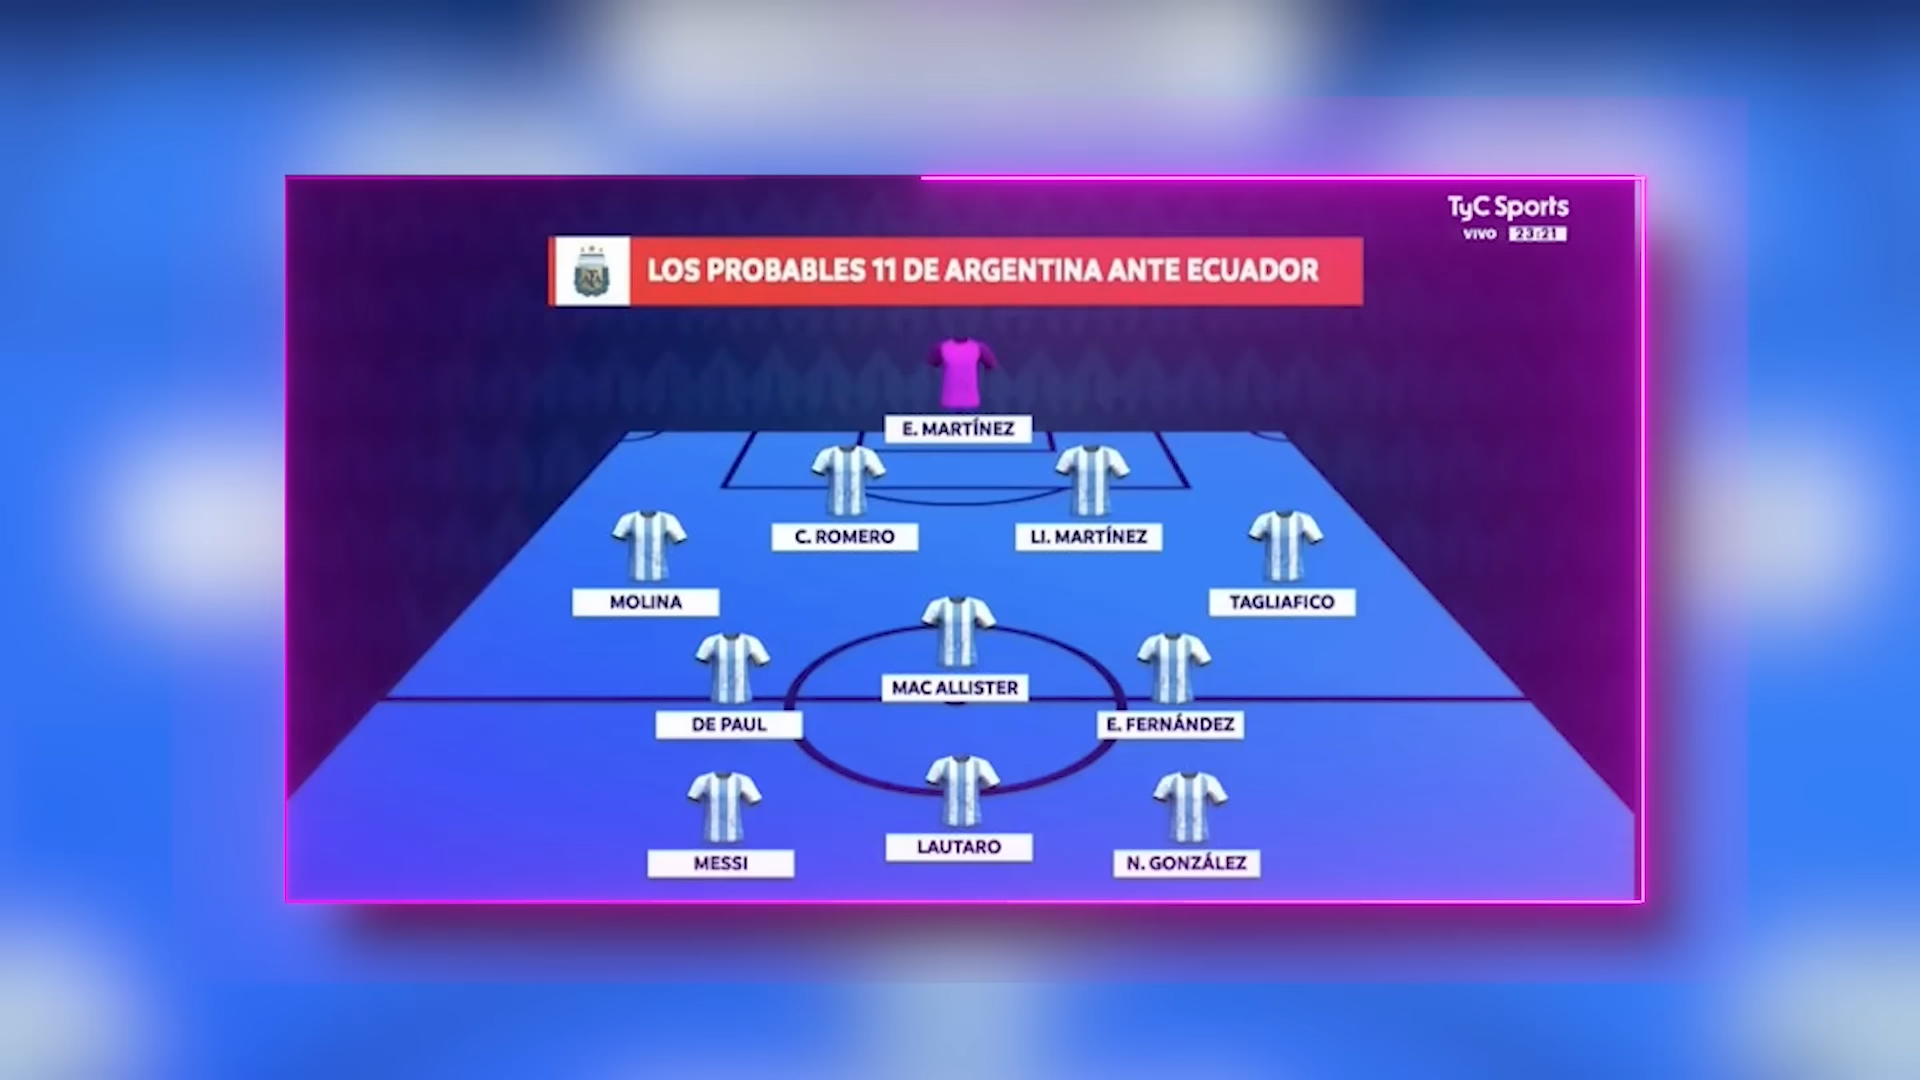 TyC Sports
VIVO 23:21
LOS PROBABLES 11 DE ARGENTINA ANTE ECUADOR
E. MARTÍNEZ
C. ROMERO
LI. MARTÍNEZ
MOLINA
TAGLIAFICO
MAC ALLISTER
DE PAUL
E. FERNÁNDEZ
LAUTARO
MESSI
N. GONZÁLEZ